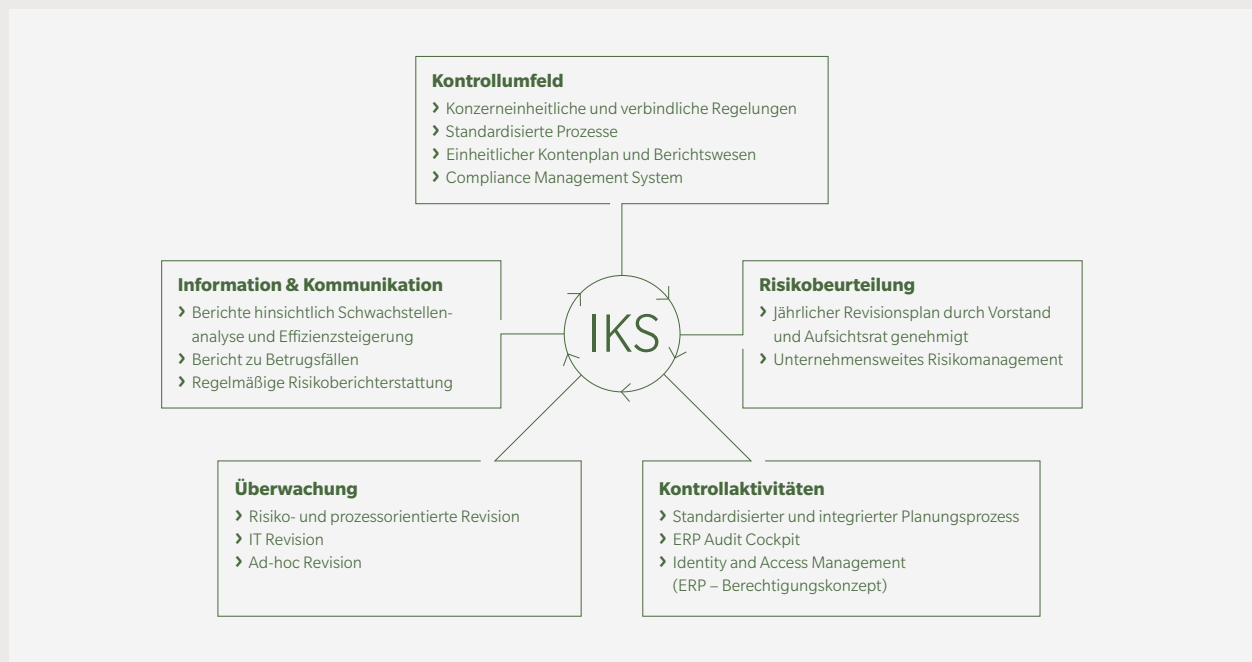 Kontrollumfeld
› Konzerneinheitliche und verbindliche Regelungen
› Standardisierte Prozesse
› Einheitlicher Kontenplan und Berichtswesen
› Compliance Management System
Information & Kommunikation
› Berichte hinsichtlich Schwachstellen-
analyse und Effizienzsteigerung
› Bericht zu Betrugsfällen
› Regelmäßige Risikoberichterstattung
IKS
Risikobeurteilung
› Jährlicher Revisionsplan durch Vorstand
und Aufsichtsrat genehmigt
› Unternehmensweites Risikomanagement
Überwachung
› Risiko- und prozessorientierte Revision
› IT Revision
› Ad-hoc Revision
Kontrollaktivitäten
› Standardisierter und integrierter Planungsprozess
› ERP Audit Cockpit
› Identity and Access Management
(ERP – Berechtigungskonzept)